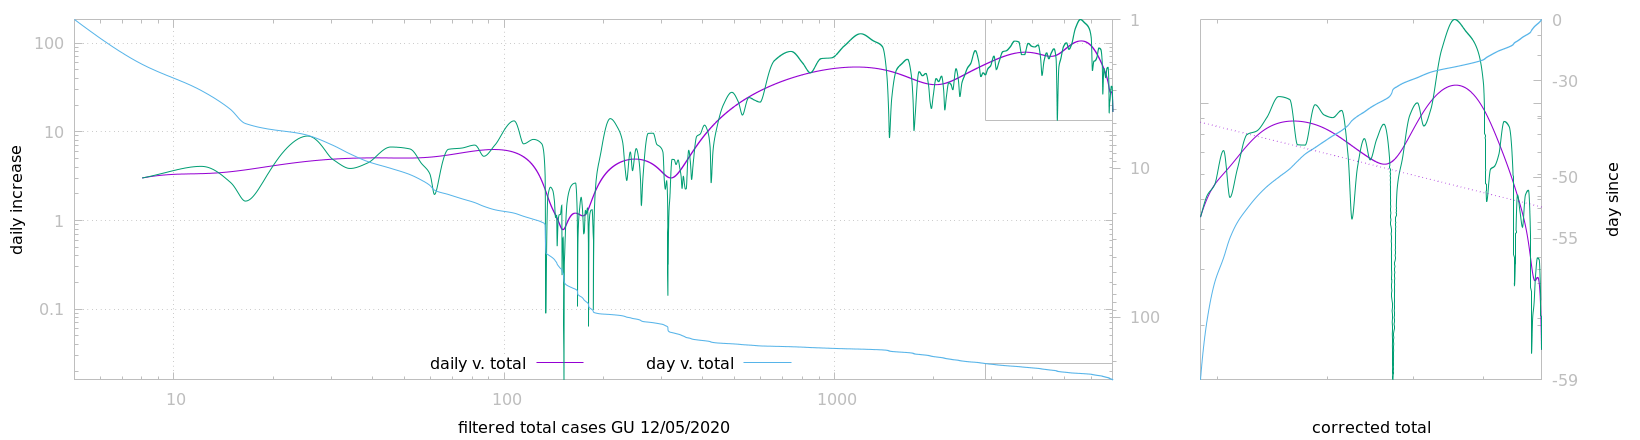 100
10
1
0.1
daily increase
10
100
1000
filtered total cases GU 12/05/2020
daily v. total
day v. total
1
10
100
0
-30
-50
-55
-59
day since
corrected total